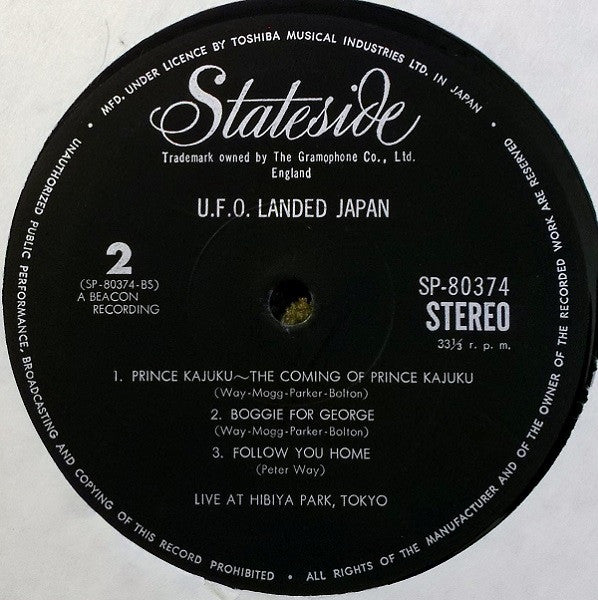 • MFD. UNDER LICENCE BY TOSHIBA MUSICAL INDUSTRIES LTD. IN JAPAN •
Stateside
Trademark owned by The Gramophone Co., Ltd.
England
U.F.O. LANDED JAPAN
2
(SP-80374-BS)
A BEACON
RECORDING
SP-80374
STEREO
33⅓ r. p. m.
1. PRINCE KAJUKU～THE COMING OF PRINCE KAJUKU
(Way-Mogg-Parker-Bolton)
2. BOGGIE FOR GEORGE
(Way-Mogg-Parker-Bolton)
3. FOLLOW YOU HOME
(Peter Way)
LIVE AT HIBIYA PARK, TOKYO
UNAUTHORIZED PUBLIC PERFORMANCE, BROADCASTING AND COPYING OF THIS RECORD PROHIBITED • ALL RIGHTS OF THE MANUFACTURER AND OF THE OWNER OF THE RECORDED WORK ARE RESERVED